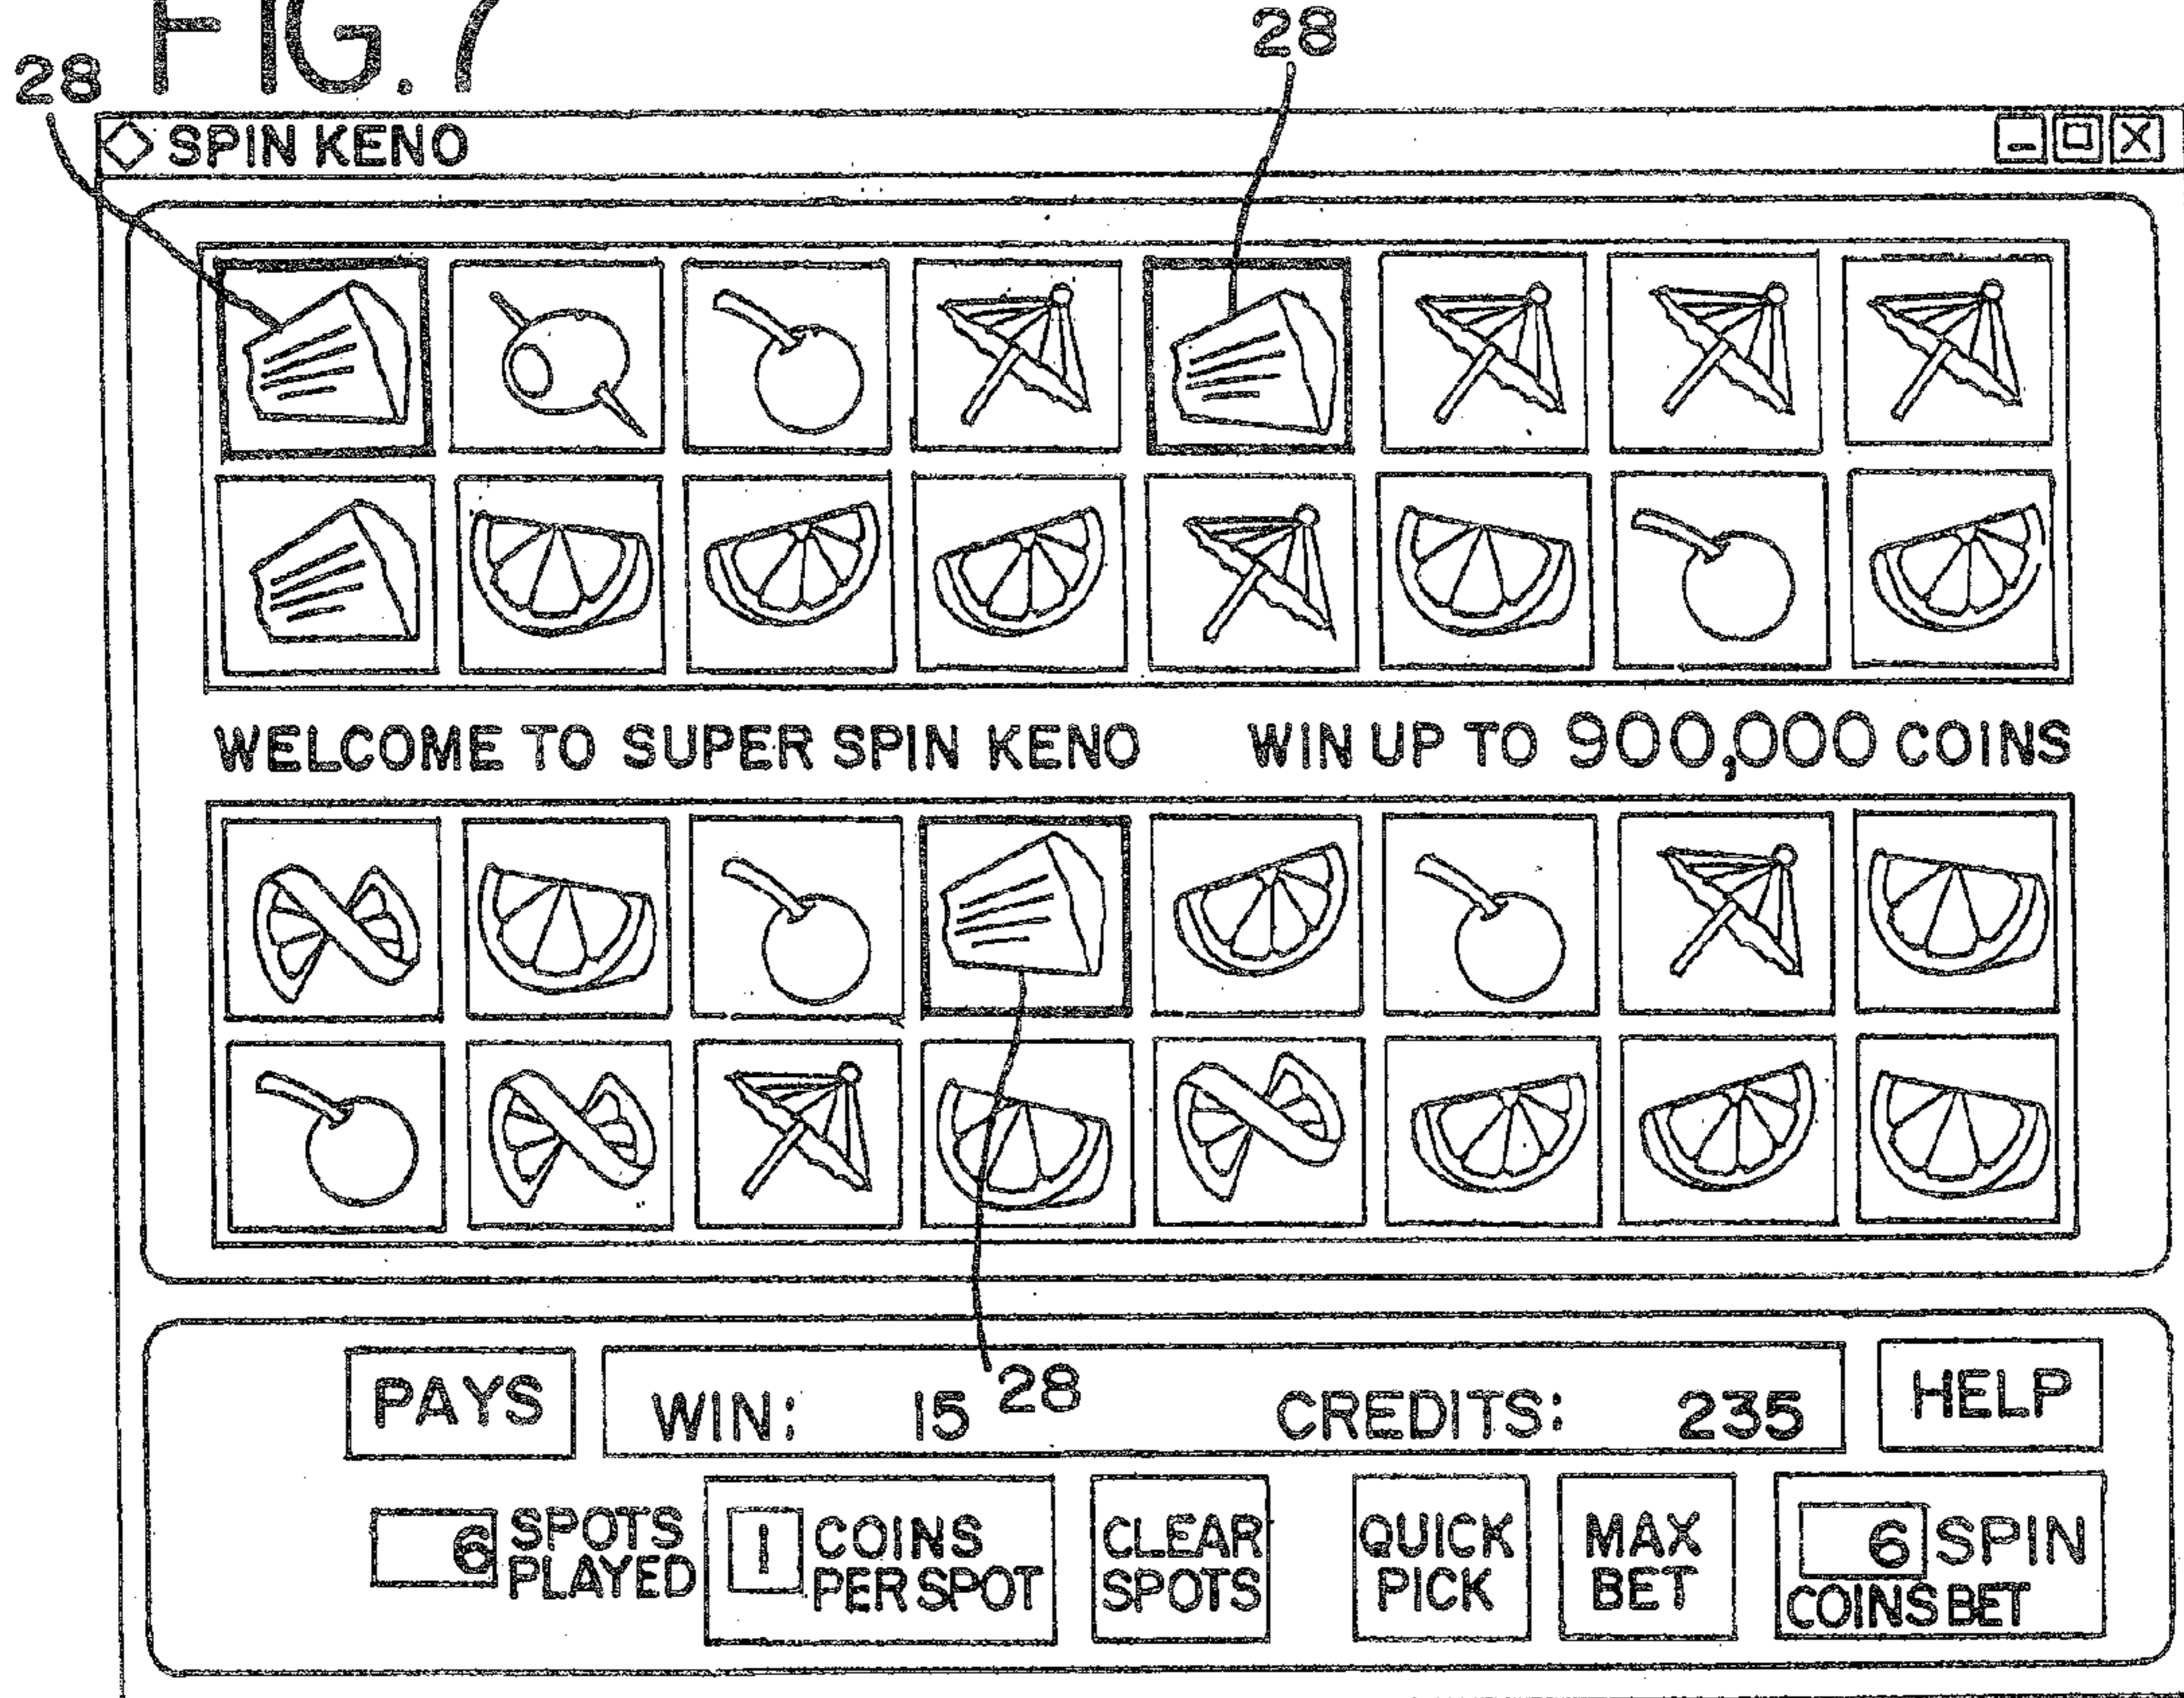 FIG. 7
28
28
SPIN KENO
WELCOME TO SUPER SPIN KENO WIN UP TO 900,000 COINS
PAYS
WIN: 15
28
CREDITS: 235
HELP
6 SPOTS PLAYED
1 COINS PER SPOT
CLEAR SPOTS
QUICK PICK
MAX BET
6 SPIN
COINS BET